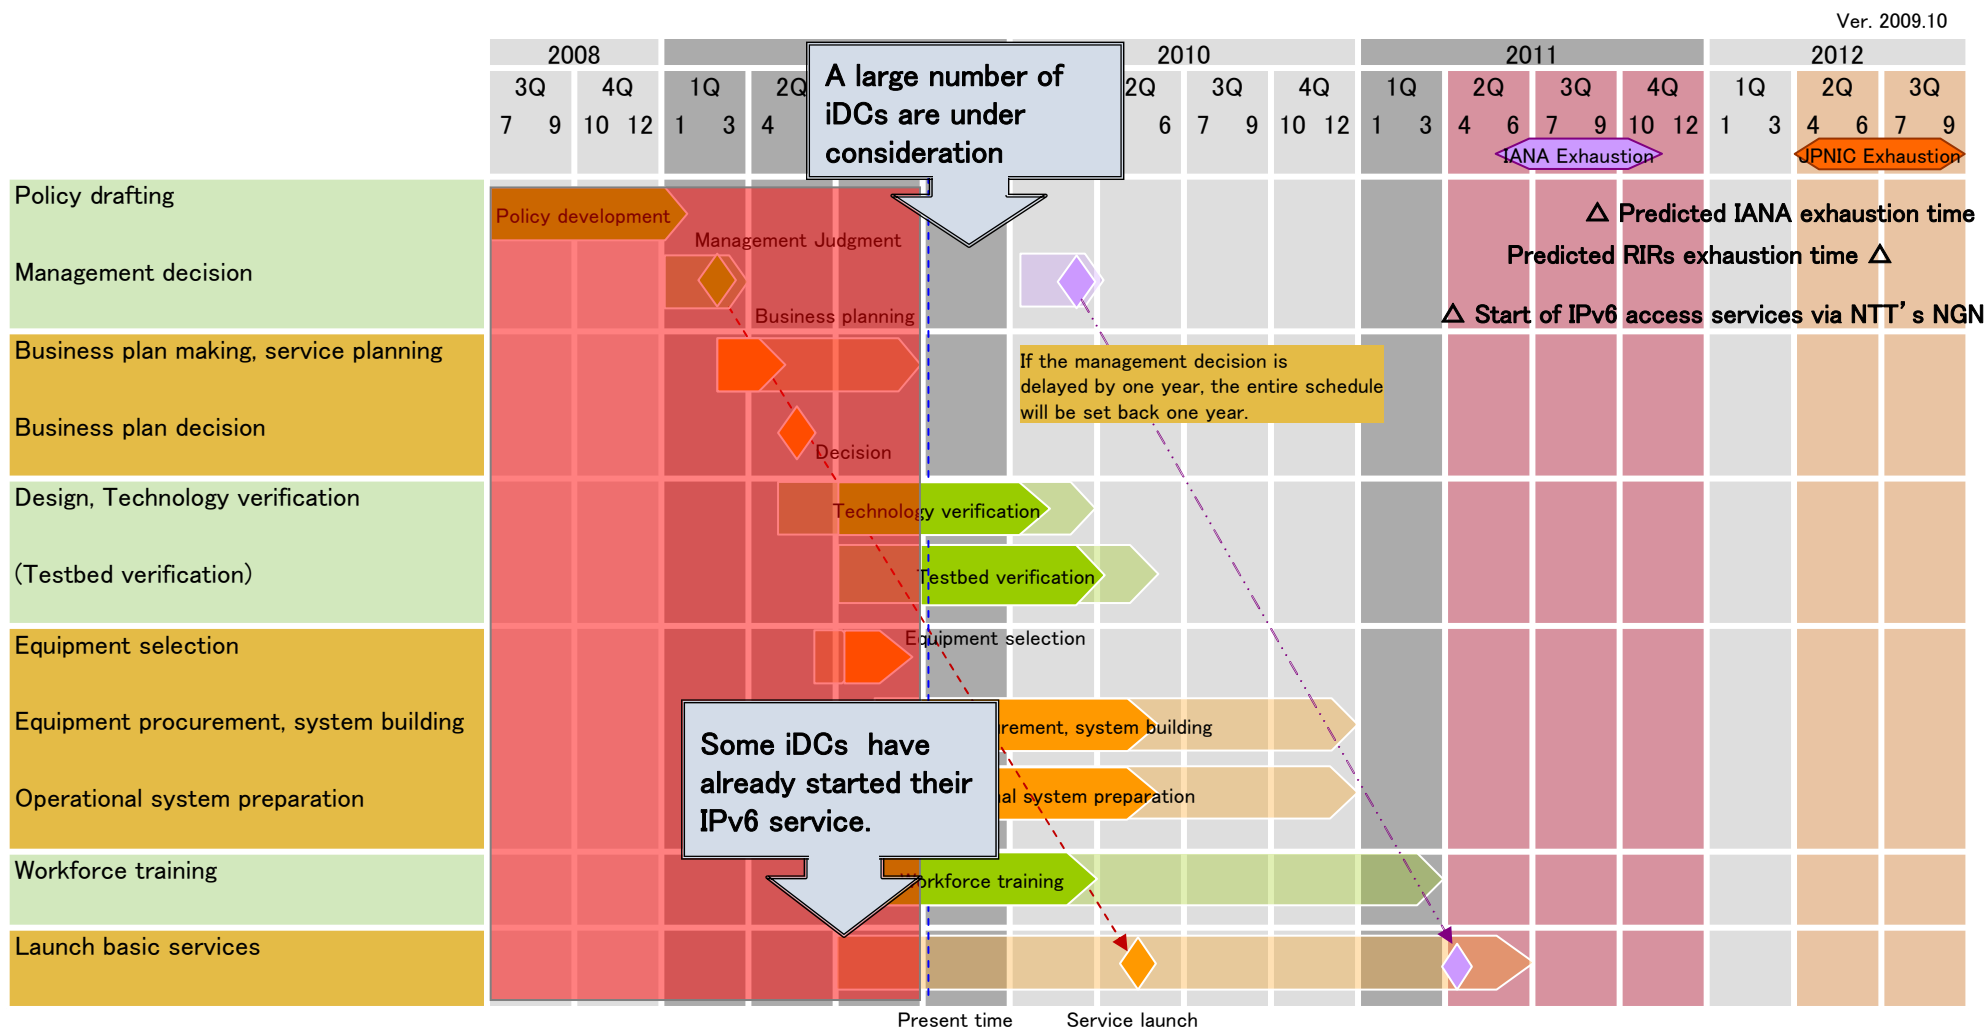 Ver. 2009.10
2008
2010
2011
2012
3Q 4Q 1Q 2Q 2Q 3Q 4Q 1Q 2Q 3Q 4Q 1Q 2Q 3Q
7 9 10 12 1 3 4 6 7 9 10 12 1 3 4 6 7 9 10 12 1 3 4 6 7 9
A large number of
iDCs are under
consideration
IANA Exhaustion
JPNIC Exhaustion
Policy drafting
Policy development
△ Predicted IANA exhaustion time
Management Judgment
Predicted RIRs exhaustion time △
Management decision
Business planning
△ Start of IPv6 access services via NTT’s NGN
Business plan making, service planning
If the management decision is
delayed by one year, the entire schedule
will be set back one year.
Business plan decision
Decision
Design, Technology verification
Technology verification
(Testbed verification)
Testbed verification
Equipment selection
Equipment selection
Equipment procurement, system building
system building
Some iDCs have
already started their
IPv6 service.
Operational system preparation
system preparation
Workforce training
Workforce training
Launch basic services
Present time
Service launch